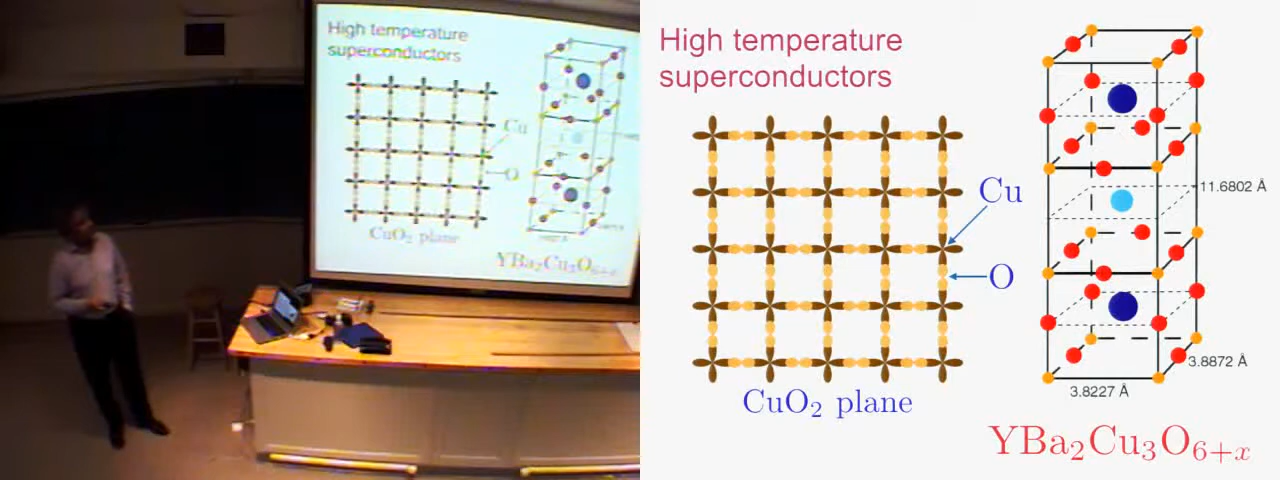 High temperature
superconductors
Cu
O
CuO2 plane
YBa2Cu3O6+x
High temperature
superconductors
Cu
O
CuO₂ plane
11.6802 Å
3.8872 Å
3.8227 Å
YBa₂Cu₃O₆₊ₓ